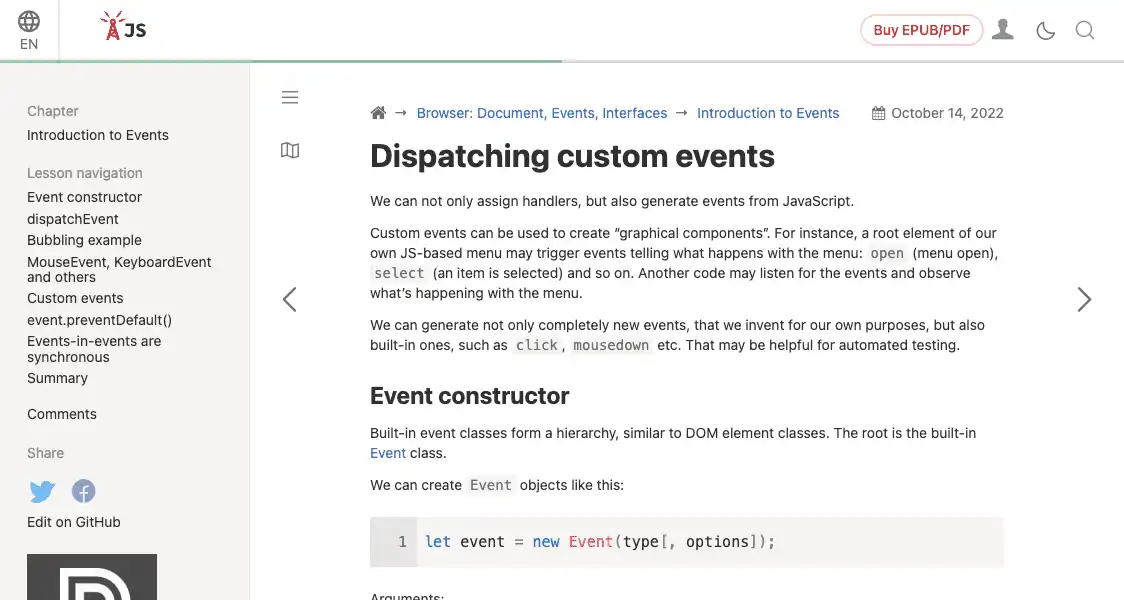 EN
JS
Buy EPUB/PDF
Chapter
Introduction to Events
Lesson navigation
Event constructor
dispatchEvent
Bubbling example
MouseEvent, KeyboardEvent
and others
Custom events
event.preventDefault()
Events-in-events are
synchronous
Summary
Comments
Share
Edit on GitHub
→ Browser: Document, Events, Interfaces → Introduction to Events
October 14, 2022
Dispatching custom events
We can not only assign handlers, but also generate events from JavaScript.
Custom events can be used to create “graphical components”. For instance, a root element of our
own JS-based menu may trigger events telling what happens with the menu: open (menu open),
select (an item is selected) and so on. Another code may listen for the events and observe
what’s happening with the menu.
We can generate not only completely new events, that we invent for our own purposes, but also
built-in ones, such as click, mousedown etc. That may be helpful for automated testing.
Event constructor
Built-in event classes form a hierarchy, similar to DOM element classes. The root is the built-in
Event class.
We can create Event objects like this:
1 let event = new Event(type[, options]);
Arguments: